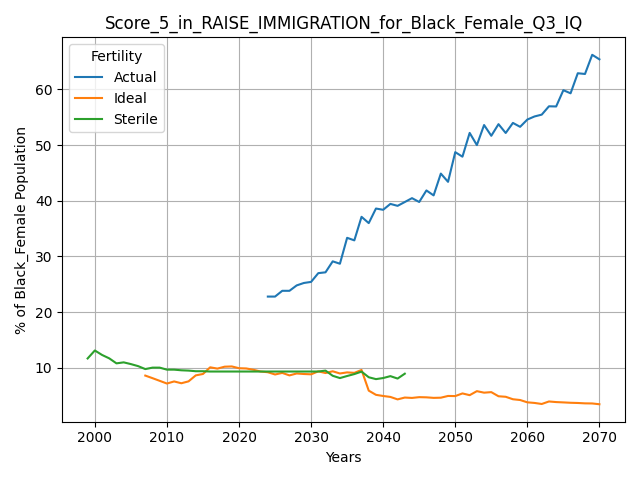 Score_5_in_RAISE_IMMIGRATION_for_Black_Female_Q3_IQ
Fertility
Actual
Ideal
Sterile
% of Black_Female Population
60
50
40
30
20
10
2000 2010 2020 2030 2040 2050 2060 2070
Years